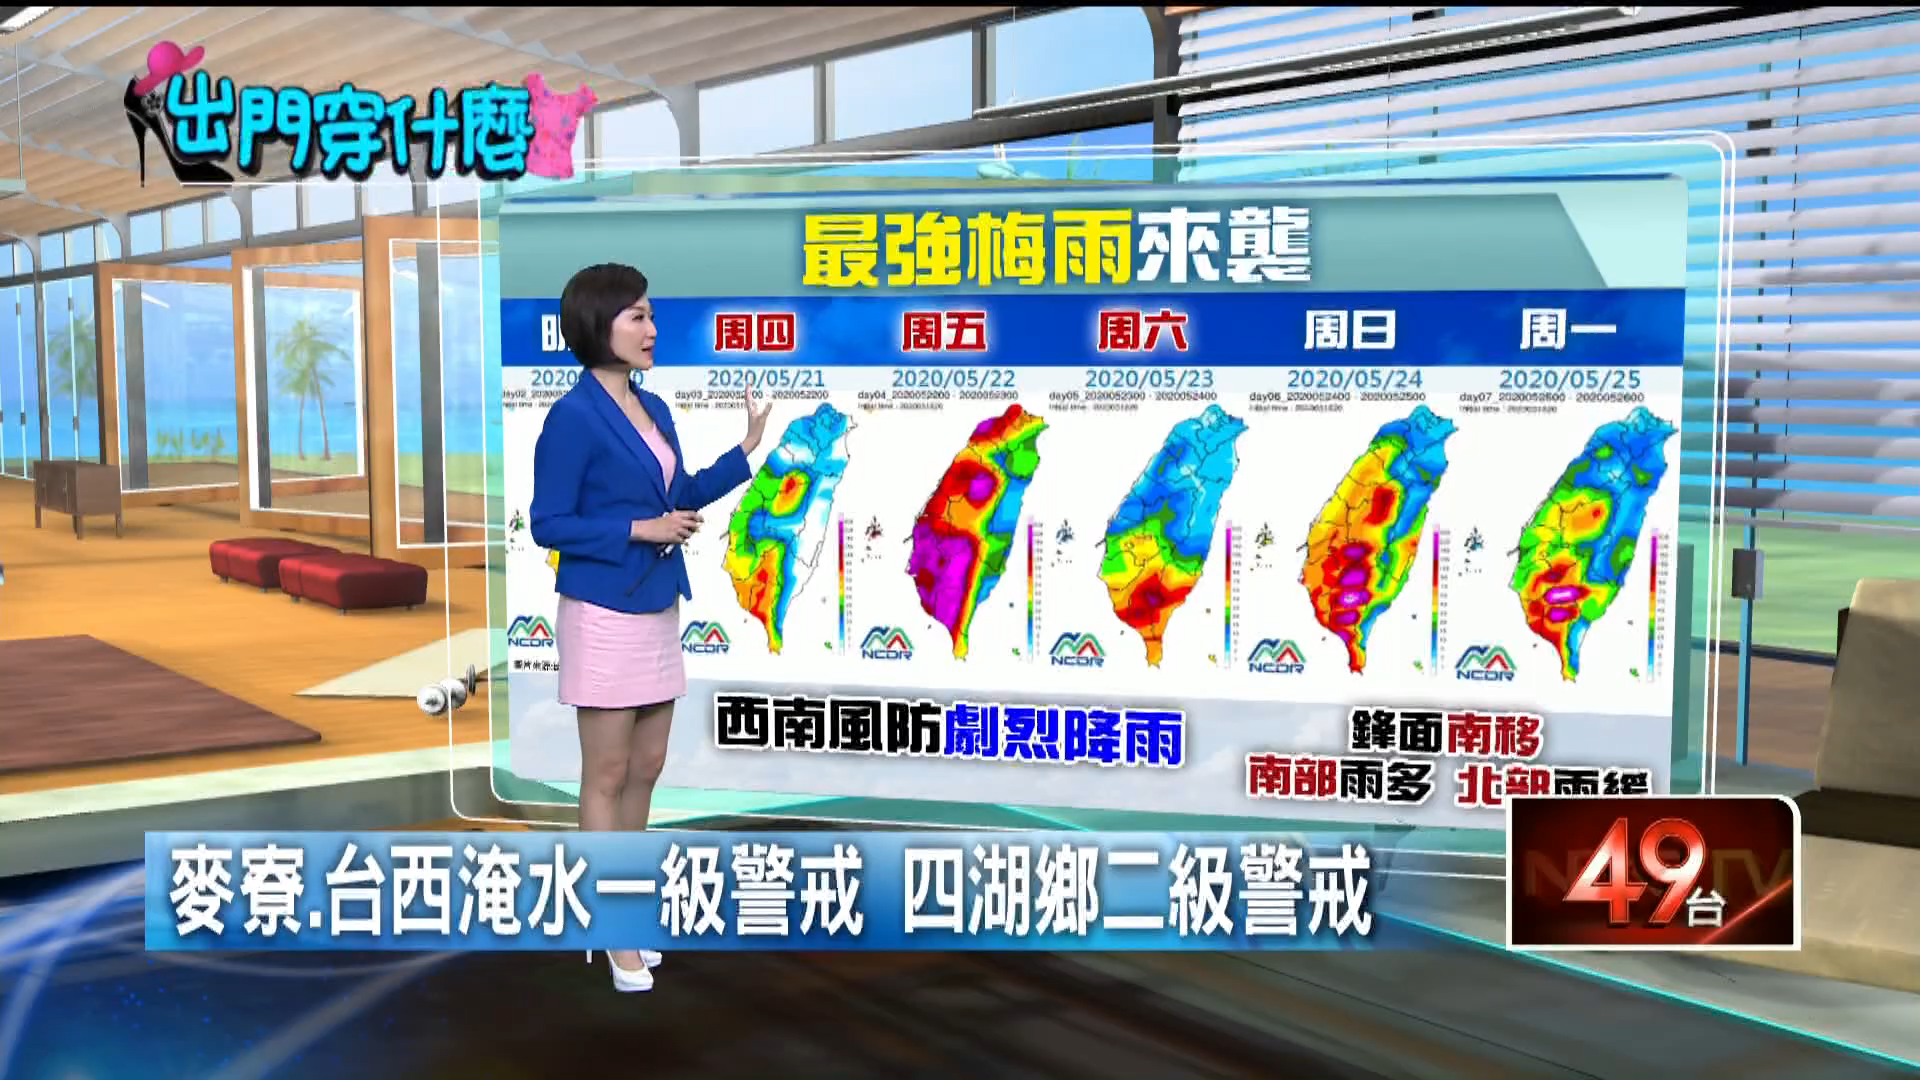 出門穿什麼
最強梅雨來襲
周四 周五 周六 周日 周一
2020/05/21 2020/05/22 2020/05/23 2020/05/24 2020/05/25
NCDR NCDR NCDR NCDR NCDR NCDR
西南風防劇烈降雨
鋒面南移
南部雨多 北部雨緩
麥寮.台西淹水一級警戒 四湖鄉二級警戒
49台